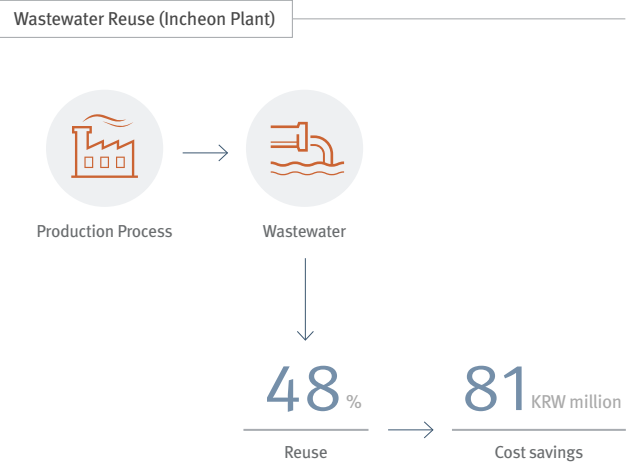 Wastewater Reuse (Incheon Plant)
Production Process
Wastewater
48 %
81 KRW million
Reuse
Cost savings